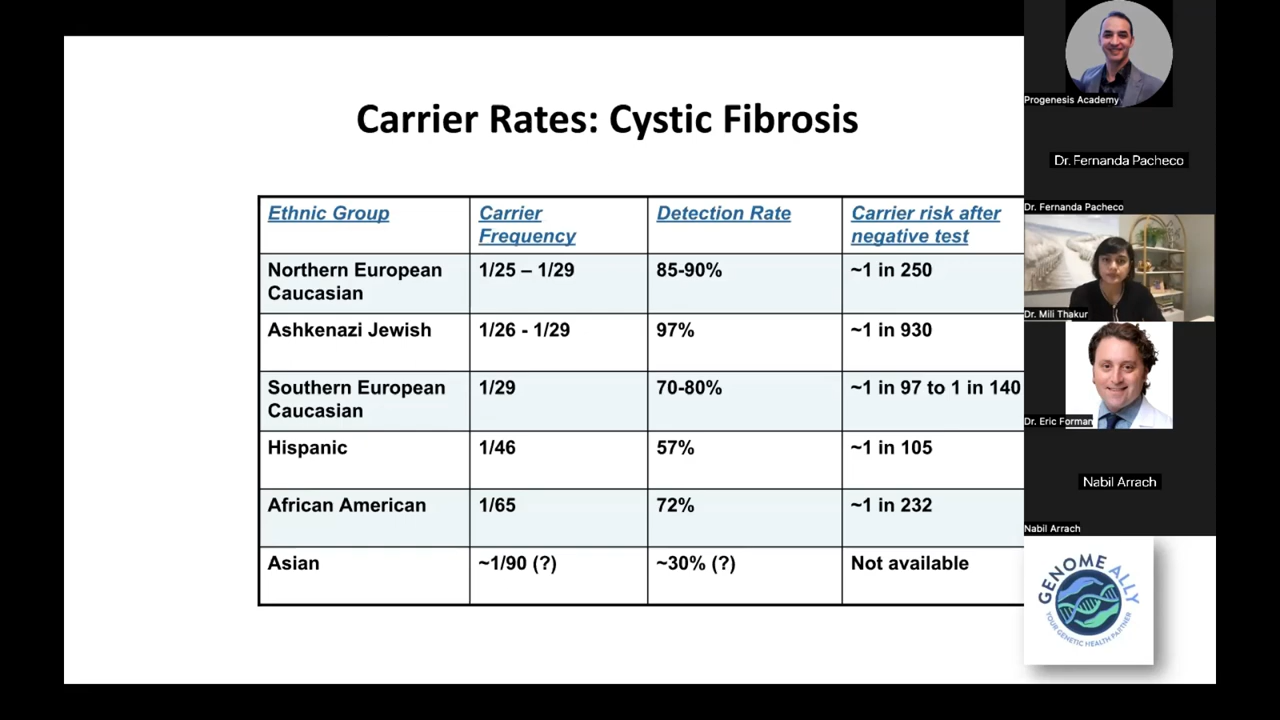 Carrier Rates: Cystic Fibrosis
Ethnic Group
Carrier Frequency
Detection Rate
Carrier risk after negative test
Northern European Caucasian
1/25 – 1/29
85-90%
~1 in 250
Ashkenazi Jewish
1/26 - 1/29
97%
~1 in 930
Southern European Caucasian
1/29
70-80%
~1 in 97 to 1 in 140
Hispanic
1/46
57%
~1 in 105
African American
1/65
72%
~1 in 232
Asian
~1/90 (?)
~30% (?)
Not available
Progenesis Academy
Dr. Fernanda Pacheco
Dr. Fernanda Pacheco
Dr. Mili Thakur
Dr. Eric Forman
Nabil Arrach
Nabil Arrach
GENOME ALLY
YOUR GENETIC HEALTH PARTNER